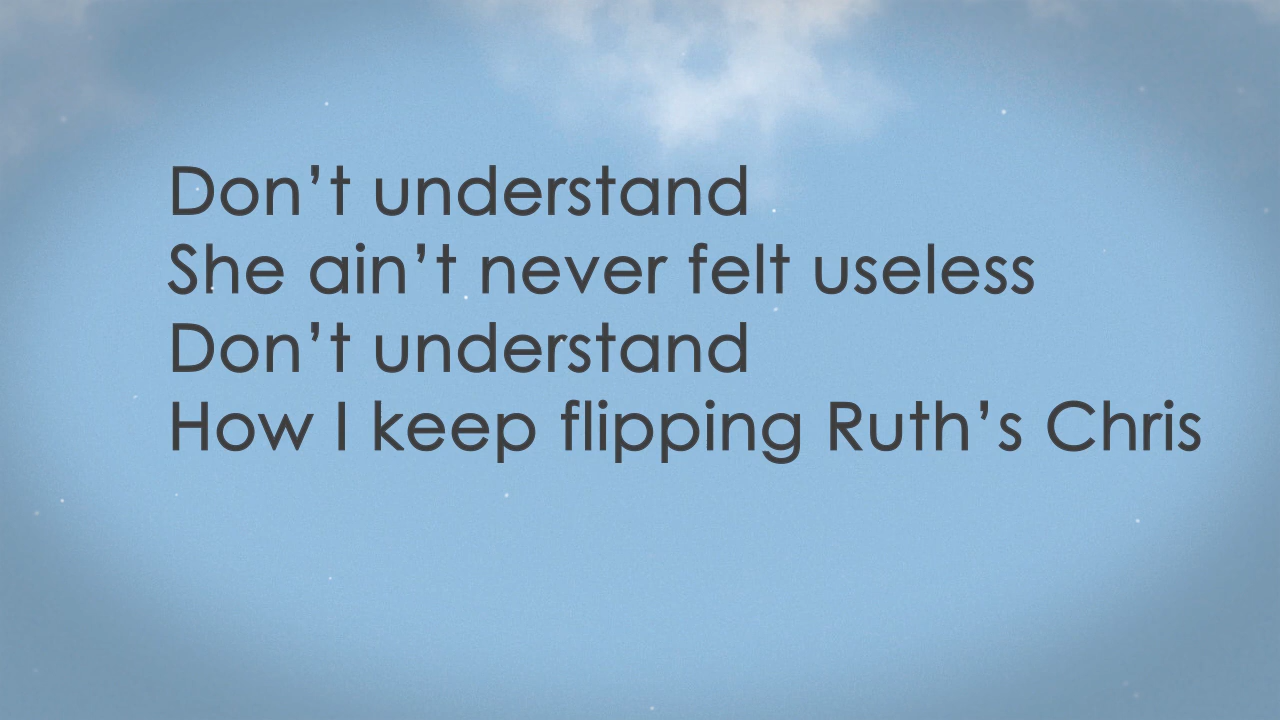 Don’t understand
She ain’t never felt useless
Don’t understand
How I keep flipping Ruth’s Chris